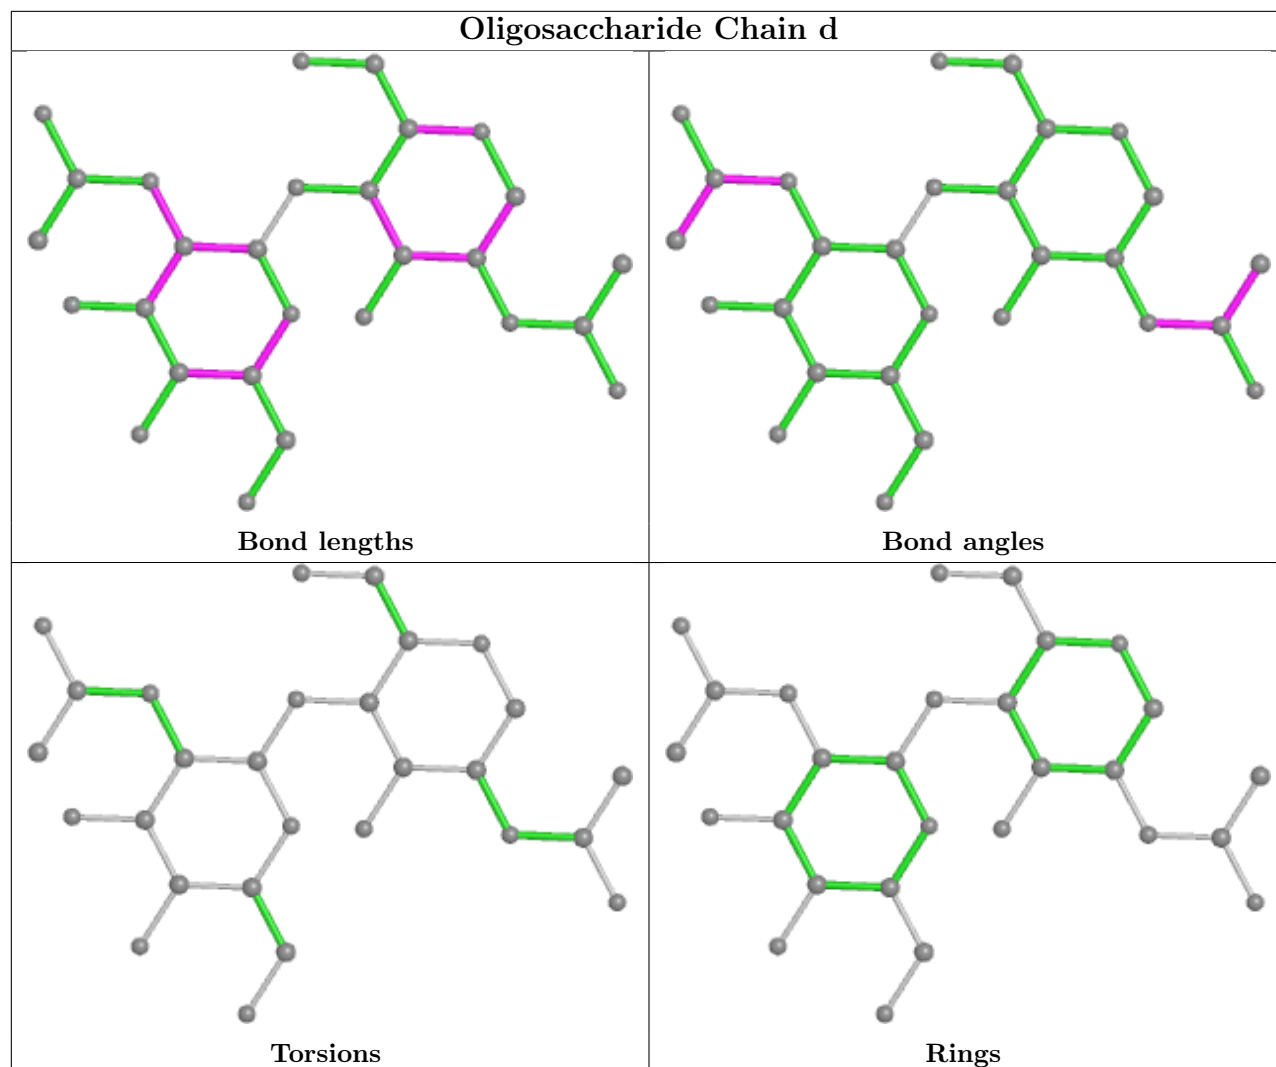 Oligosaccharide Chain d
Bond lengths
Bond angles
Torsions
Rings